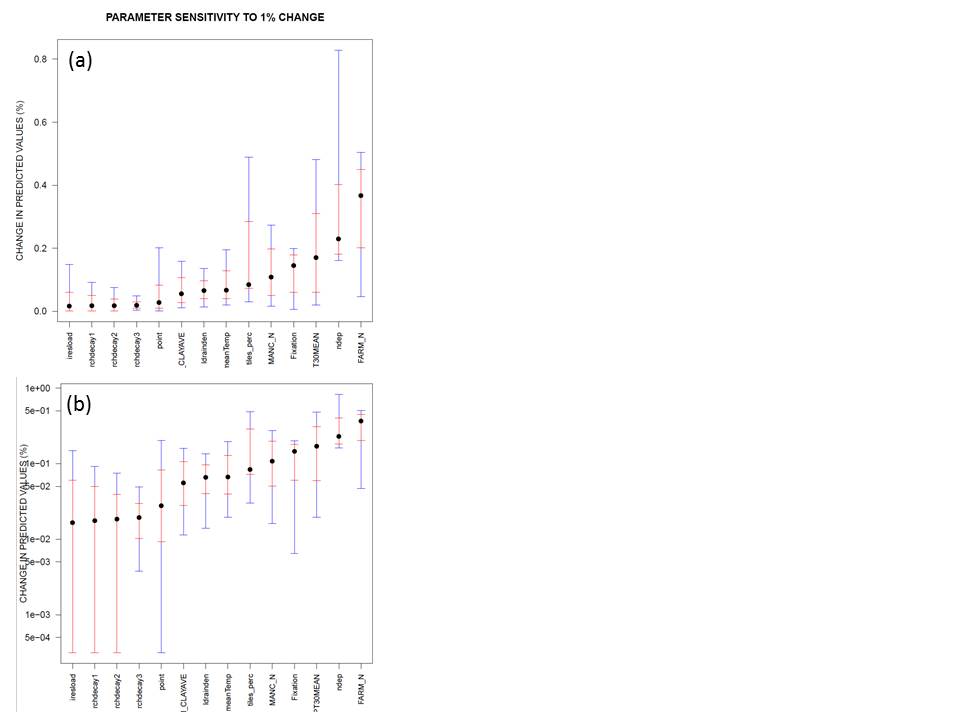 PARAMETER SENSITIVITY TO 1% CHANGE
(a)
CHANGE IN PREDICTED VALUES (%)
0.8
0.6
0.4
0.2
0.0
iresload
rchdecay1
rchdecay2
rchdecay3
point
_CLAYAVE
ldrainden
meanTemp
tiles_perc
MANC_N
Fixation
T30MEAN
ndep
FARM_N
(b)
CHANGE IN PREDICTED VALUES (%)
1e+00
5e−01
1e−01
5e−02
1e−02
5e−03
1e−03
5e−04
iresload
rchdecay1
rchdecay2
rchdecay3
point
_CLAYAVE
ldrainden
meanTemp
tiles_perc
MANC_N
Fixation
PT30MEAN
ndep
FARM_N